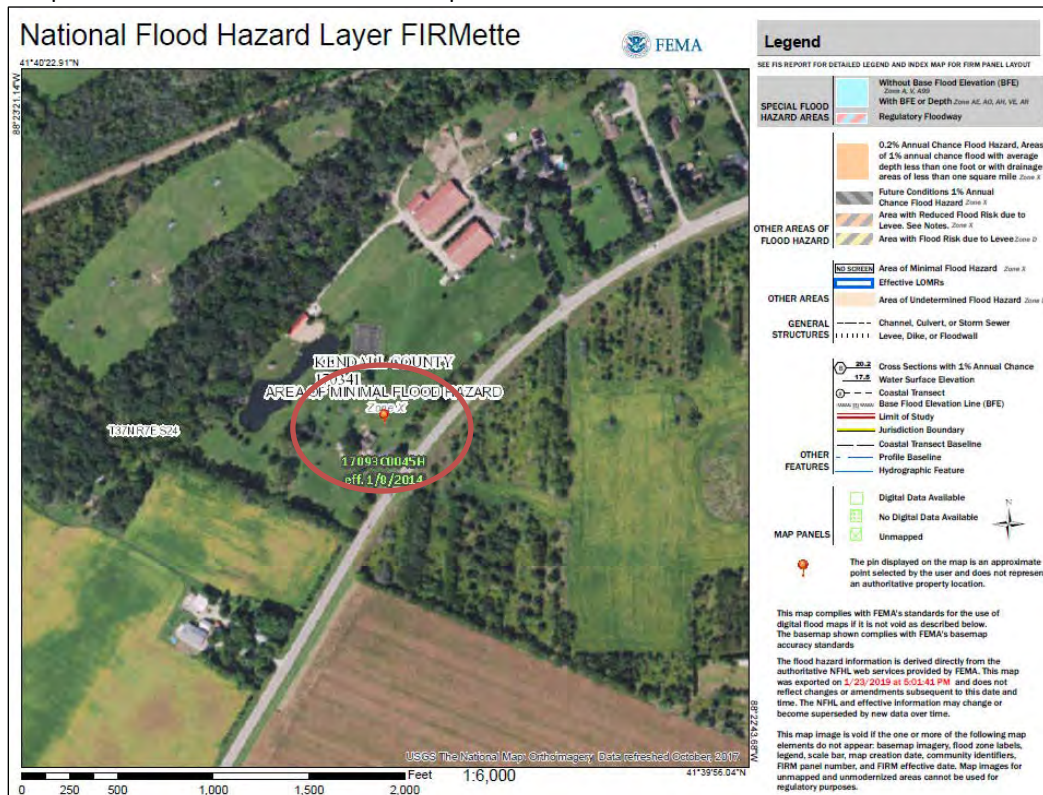 National Flood Hazard Layer FIRMette
FEMA
41°40'22.91"N
88°23'21.14"W
KENDALL COUNTY
170341
AREA OF MINIMAL FLOOD HAZARD
Zone X
T37N R7E S24
17093C0045H
eff. 1/8/2014
USGS The National Map: Orthoimagery. Data refreshed October, 2017.
88°22'43.68"W
41°39'56.04"N
Feet
1:6,000
0 250 500 1,000 1,500 2,000
Legend
SEE FIS REPORT FOR DETAILED LEGEND AND INDEX MAP FOR FIRM PANEL LAYOUT
SPECIAL FLOOD
HAZARD AREAS
Without Base Flood Elevation (BFE)
Zone A, V, A99
With BFE or Depth Zone AE, AO, AH, VE, AR
Regulatory Floodway
OTHER AREAS OF
FLOOD HAZARD
0.2% Annual Chance Flood Hazard, Areas
of 1% annual chance flood with average
depth less than one foot or with drainage
areas of less than one square mile Zone X
Future Conditions 1% Annual
Chance Flood Hazard Zone X
Area with Reduced Flood Risk due to
Levee. See Notes. Zone X
Area with Flood Risk due to Levee Zone D
OTHER AREAS
NO SCREEN Area of Minimal Flood Hazard Zone X
Effective LOMRs
Area of Undetermined Flood Hazard Zone
GENERAL
STRUCTURES
Channel, Culvert, or Storm Sewer
Levee, Dike, or Floodwall
OTHER
FEATURES
B 20.2 Cross Sections with 1% Annual Chance
17.5 Water Surface Elevation
Coastal Transect
Base Flood Elevation Line (BFE)
Limit of Study
Jurisdiction Boundary
Coastal Transect Baseline
Profile Baseline
Hydrographic Feature
MAP PANELS
Digital Data Available
No Digital Data Available
Unmapped
N
The pin displayed on the map is an approximate
point selected by the user and does not represen
an authoritative property location.
This map complies with FEMA's standards for the use of
digital flood maps if it is not void as described below.
The basemap shown complies with FEMA's basemap
accuracy standards
The flood hazard information is derived directly from the
authoritative NFHL web services provided by FEMA. This map
was exported on 1/23/2019 at 5:01:41 PM and does not
reflect changes or amendments subsequent to this date and
time. The NFHL and effective information may change or
become superseded by new data over time.
This map image is void if the one or more of the following map
elements do not appear: basemap imagery, flood zone labels,
legend, scale bar, map creation date, community identifiers,
FIRM panel number, and FIRM effective date. Map images for
unmapped and unmodernized areas cannot be used for
regulatory purposes.